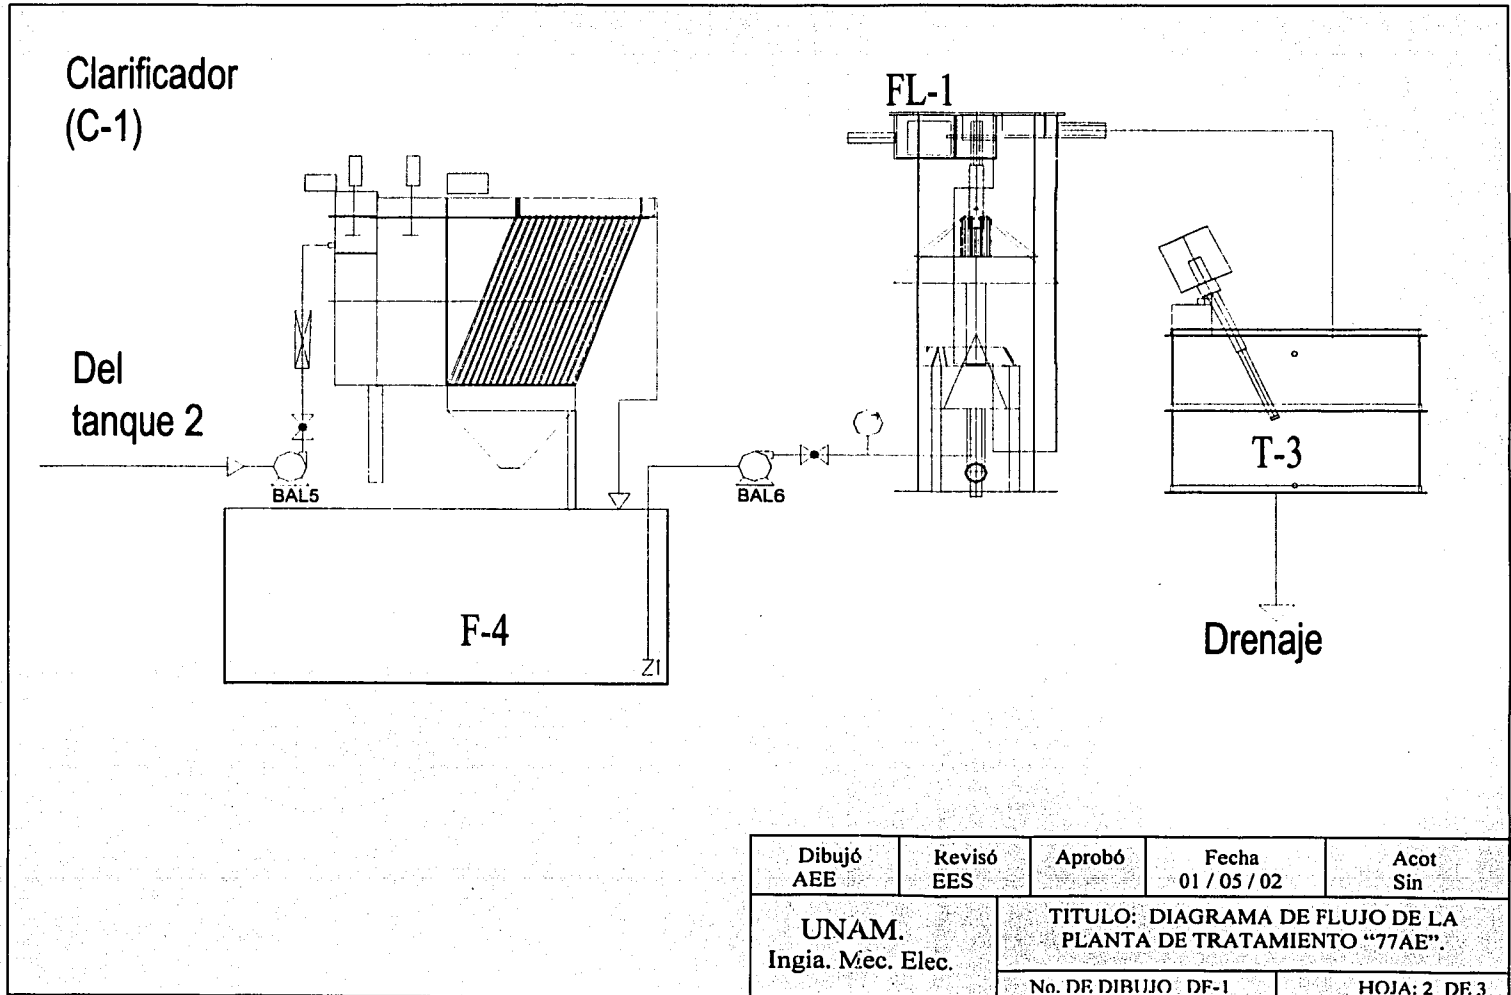 Clarificador
(C-1)
FL-1
Del
tanque 2
BAL5
BAL6
T-3
F-4
Drenaje
Dibujó
AEE
Revisó
EES
Aprobó
Fecha
01 / 05 / 02
Acot
Sin
UNAM.
Ingia. Mec. Elec.
TITULO: DIAGRAMA DE FLUJO DE LA
PLANTA DE TRATAMIENTO “77AE”.
No. DE DIBUJO DF-1
HOJA: 2 DE 3